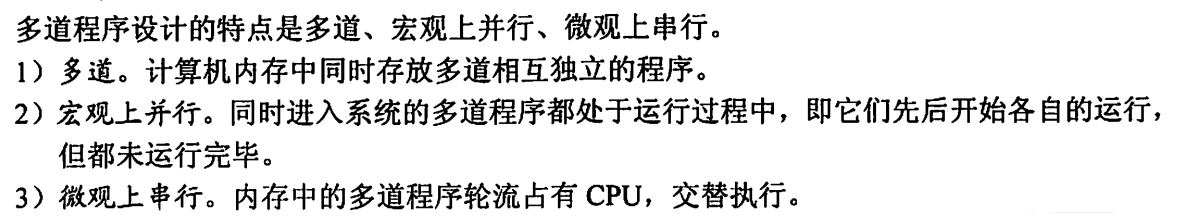 多道程序设计的特点是多道、宏观上并行、微观上串行。
1）多道。计算机内存中同时存放多道相互独立的程序。
2）宏观上并行。同时进入系统的多道程序都处于运行过程中，即它们先后开始各自的运行，
但都未运行完毕。
3）微观上串行。内存中的多道程序轮流占有 CPU，交替执行。